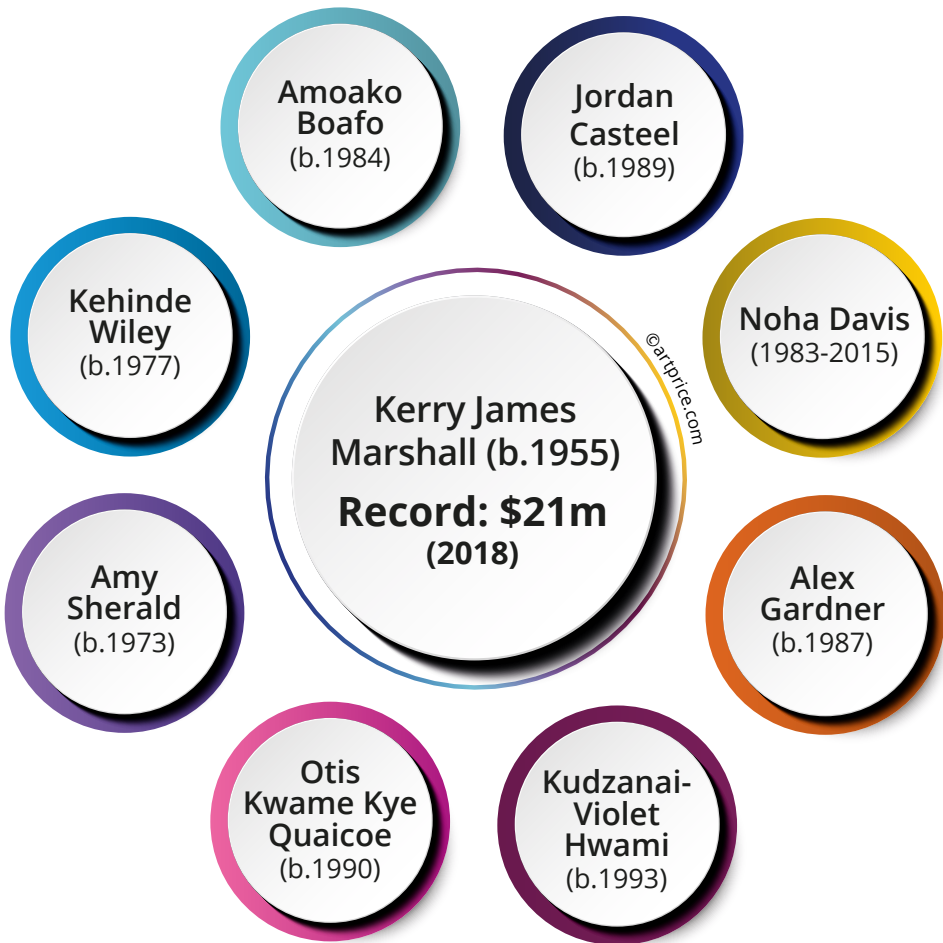 Amoako
Boafo
(b.1984)
Jordan
Casteel
(b.1989)
Kehinde
Wiley
(b.1977)
Noha Davis
(1983-2015)
©artprice.com
Kerry James
Marshall (b.1955)
Record: $21m
(2018)
Amy
Sherald
(b.1973)
Alex
Gardner
(b.1987)
Otis
Kwame Kye
Quaicoe
(b.1990)
Kudzanai-
Violet
Hwami
(b.1993)